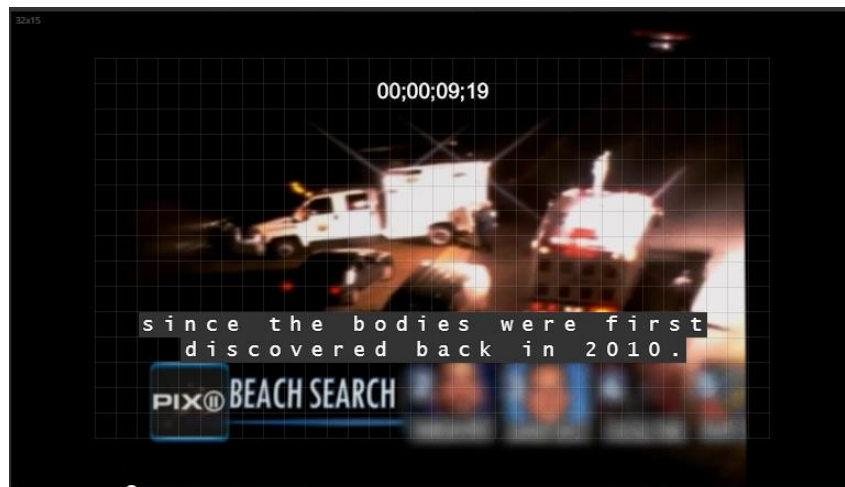 32x15
00;00;09;19
since the bodies were first
discovered back in 2010.
PIX11
BEACH SEARCH